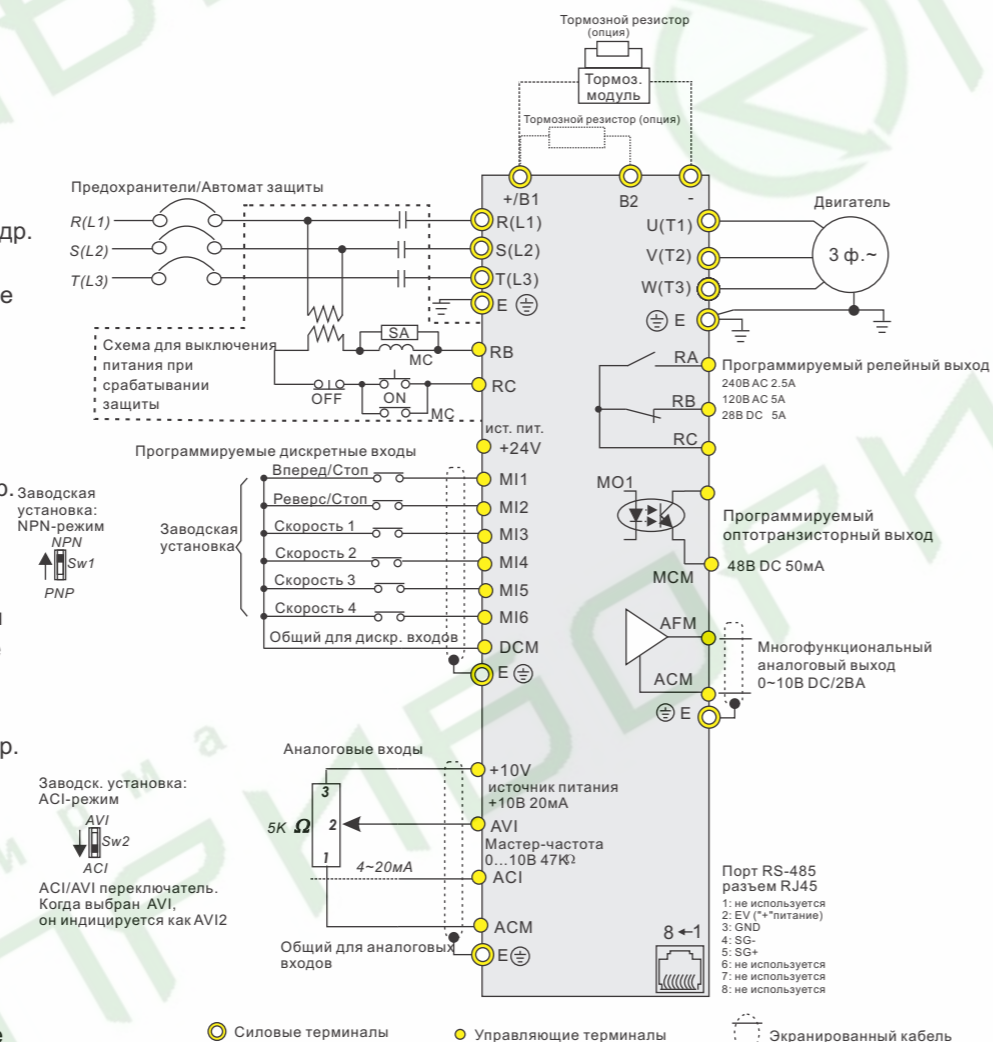 Тормозной резистор
(опция)
Тормоз.
модуль
Тормозной резистор (опция)
+/B1
B2
-
Предохранители/Автомат защиты
R(L1)
S(L2)
T(L3)
R(L1)
S(L2)
T(L3)
E
U(T1)
V(T2)
W(T3)
E
Двигатель
3 ф.~
др.
е
Схема для выключения
питания при
срабатывании
защиты
SA
MC
OFF
ON
MC
RB
RC
RA
RB
RC
Программируемый релейный выход
240В AC 2.5A
120В AC 5A
28В DC 5A
ист. пит.
+24V
Программируемые дискретные входы
Вперед/Стоп
Реверс/Стоп
Скорость 1
Скорость 2
Скорость 3
Скорость 4
Общий для дискр. входов
Заводская
установка
MI1
MI2
MI3
MI4
MI5
MI6
DCM
E
р.
Заводская
установка:
NPN-режим
NPN
Sw1
PNP
MO1
MCM
Программируемый
оптотранзисторный выход
48В DC 50мА
AFM
ACM
E
Многофункциональный
аналоговый выход
0~10В DC/2ВА
р.
Заводск. установка:
ACI-режим
AVI
Sw2
ACI
ACI/AVI переключатель.
Когда выбран AVI,
он индицируется как AVI2
Аналоговые входы
3
5K Ω
2
1
4~20мА
+10V
источник питания
+10В 20мА
AVI
Мастер-частота
0...10В 47КΩ
ACI
ACM
Общий для аналоговых
входов
E
8←1
Порт RS-485
разъем RJ45
1: не используется
2: EV ("+"питание)
3: GND
4: SG-
5: SG+
6: не используется
7: не используется
8: не используется
е
Силовые терминалы
Управляющие терминалы
Экранированный кабель
ПРИБОРИ